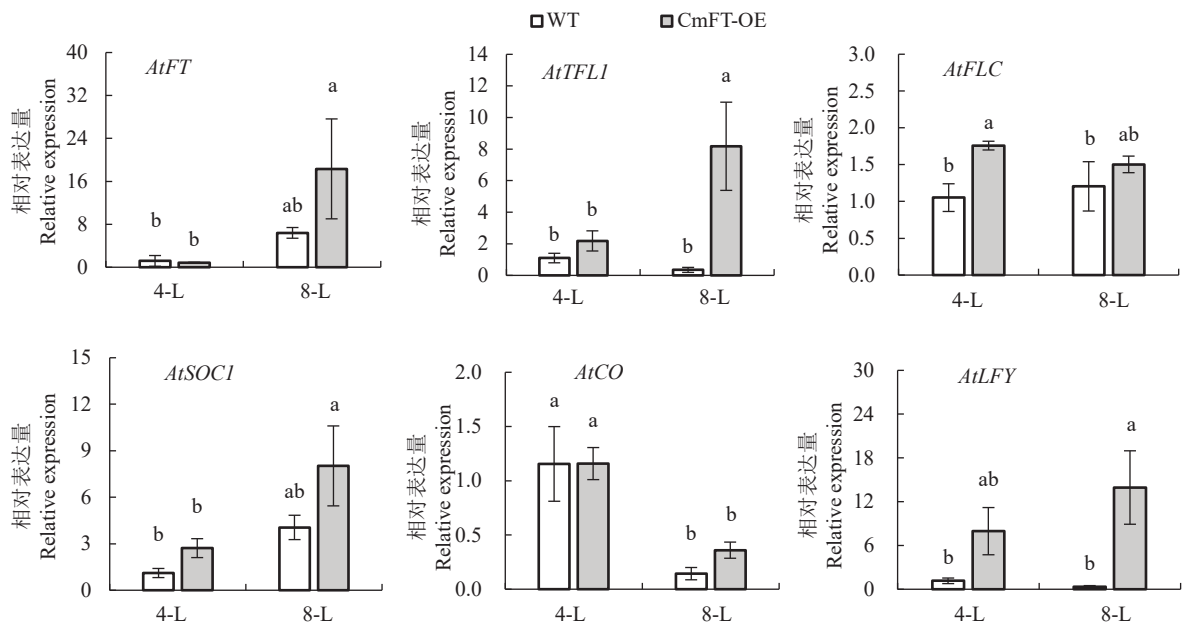 WT CmFT-OE
AtFT
相对表达量
Relative expression
40
32
24
16
8
0
b
b
ab
a
4-L 8-L
AtTFL1
相对表达量
Relative expression
14
12
10
8
6
4
2
0
b
b
b
a
4-L 8-L
AtFLC
相对表达量
Relative expression
3.0
2.5
2.0
1.5
1.0
0.5
0.0
b
a
b
ab
4-L 8-L
AtSOC1
相对表达量
Relative expression
15
12
9
6
3
0
b
b
ab
a
4-L 8-L
AtCO
相对表达量
Relative expression
2.0
1.5
1.0
0.5
0.0
a
a
b
b
4-L 8-L
AtLFY
相对表达量
Relative expression
30
24
18
12
6
0
b
ab
b
a
4-L 8-L